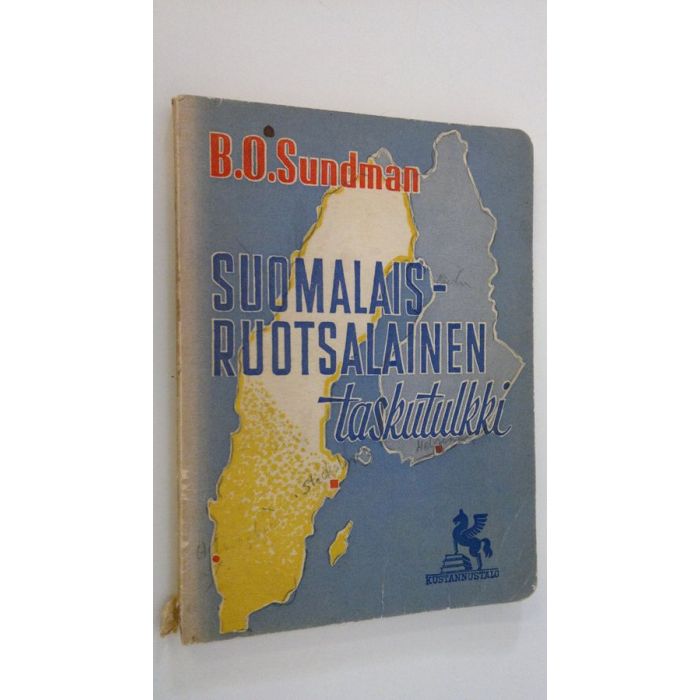 B.O.Sundman
SUOMALAIS-
RUOTSALAINEN
taskutulkki
KUSTANNUSTALO